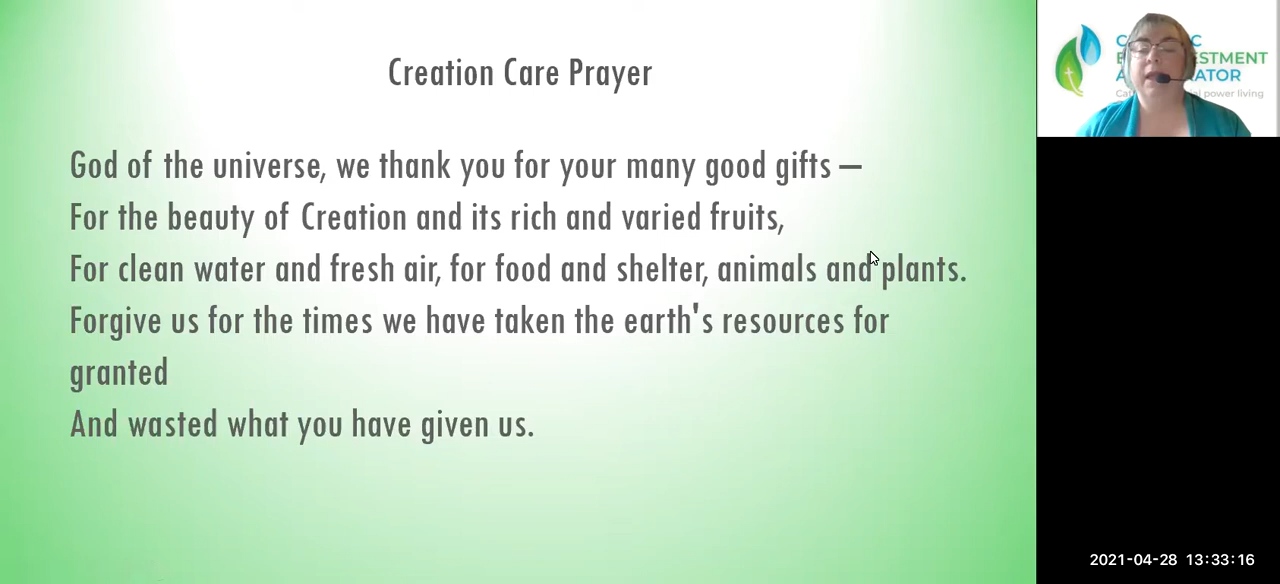 Creation Care Prayer
God of the universe, we thank you for your many good gifts –
For the beauty of Creation and its rich and varied fruits,
For clean water and fresh air, for food and shelter, animals and plants.
Forgive us for the times we have taken the earth's resources for
granted
And wasted what you have given us.
power living
2021-04-28 13:33:16